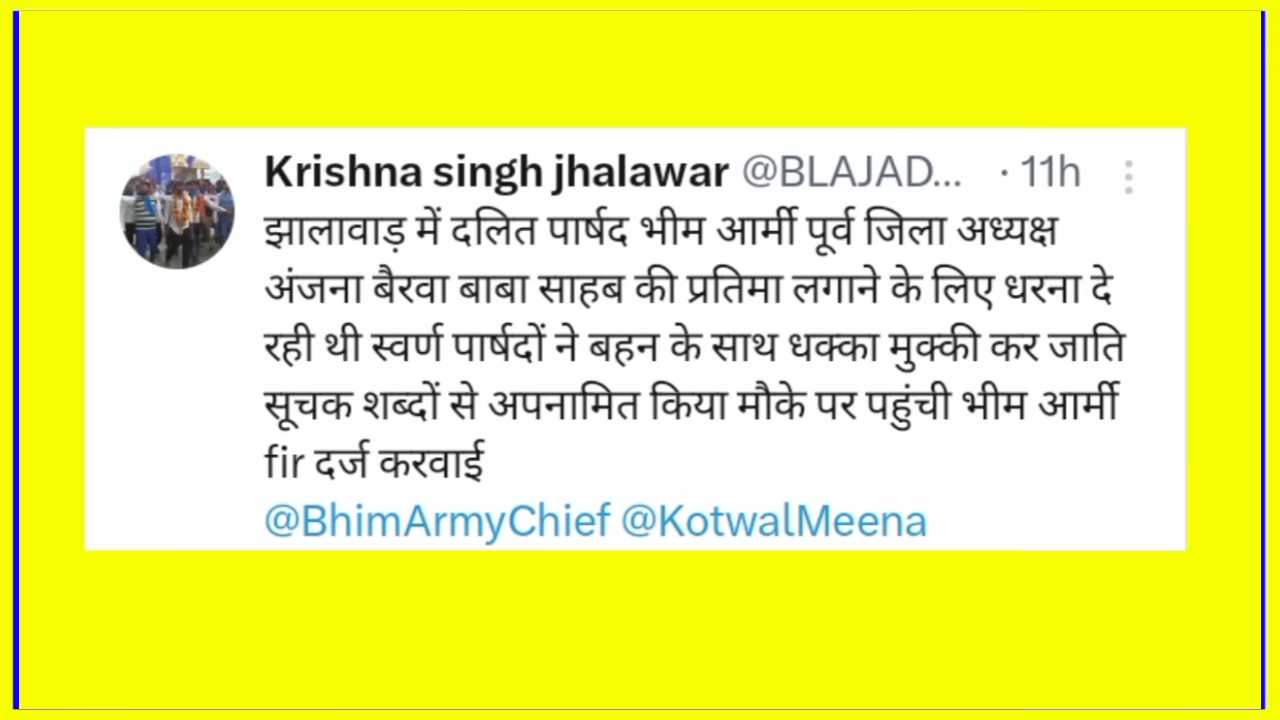 Krishna singh jhalawar @BLAJAD... · 11h
झालावाड़ में दलित पार्षद भीम आर्मी पूर्व जिला अध्यक्ष
अंजना बैरवा बाबा साहब की प्रतिमा लगाने के लिए धरना दे
रही थी स्वर्ण पार्षदों ने बहन के साथ धक्का मुक्की कर जाति
सूचक शब्दों से अपनामित किया मौके पर पहुंची भीम आर्मी
fir दर्ज करवाई
@BhimArmyChief @KotwalMeena